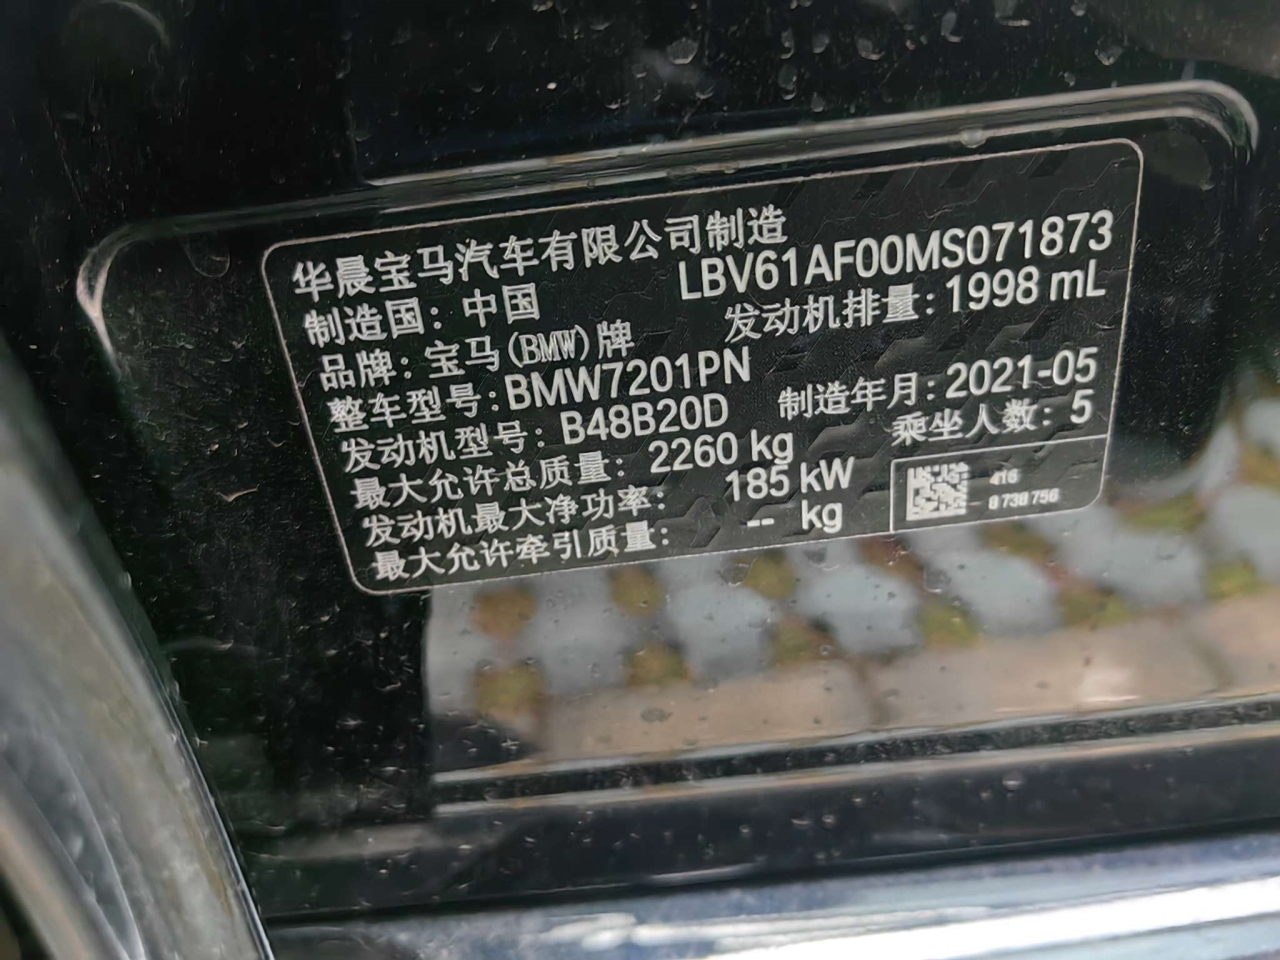 华晨宝马汽车有限公司制造
LBV61AF00MS071873
制造国：中国
发动机排量：1998 mL
品牌：宝马(BMW)牌
整车型号：BMW7201PN
制造年月：2021-05
发动机型号：B48B20D
乘坐人数：5
最大允许总质量：2260 kg
发动机最大净功率：185 kW
最大允许牵引质量：-- kg
416
8738756